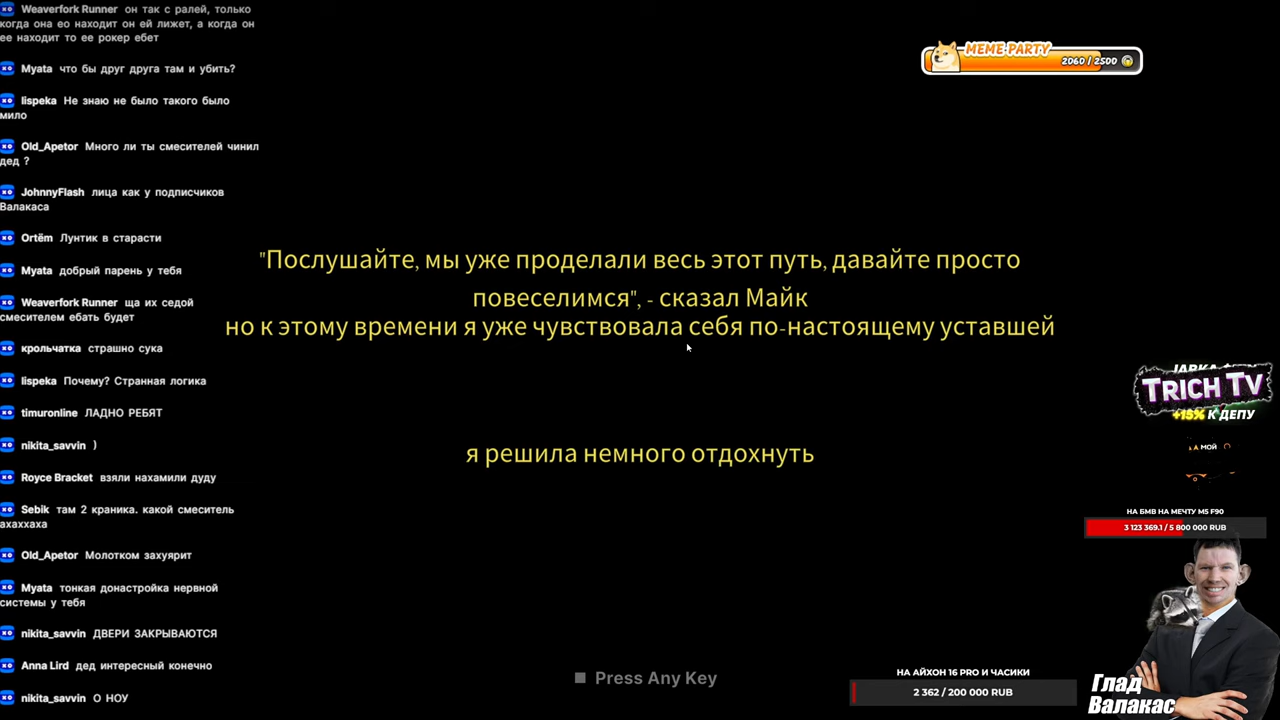 Weaverfork Runner он так с ралей, только
когда она ео находит он ей лижет, а когда он
ее находит то ее рокер ебет
Myata что бы друг друга там и убить?
lispeka Не знаю не было такого было
мило
Old_Apetor Много ли ты смесителей чинил
дед ?
JohnnyFlash лица как у подписчиков
Валакаса
Ortëm Лунтик в старасти
Myata добрый парень у тебя
Weaverfork Runner ща их седой
смесителем ебать будет
крольчатка страшно сука
lispeka Почему? Странная логика
timuronline ЛАДНО РЕБЯТ
nikita_savvin )
Royce Bracket взяли нахамили дуду
Sebik там 2 краника. какой смеситель
ахаххаха
Old_Apetor Молотком захуярит
Myata тонкая донастройка нервной
системы у тебя
nikita_savvin ДВЕРИ ЗАКРЫВАЮТСЯ
Anna Lird дед интересный конечно
nikita_savvin О НОУ
MEME PARTY
2060 / 2500
"Послушайте, мы уже проделали весь этот путь, давайте просто
повеселимся", - сказал Майк
но к этому времени я уже чувствовала себя по-настоящему уставшей
я решила немного отдохнуть
Press Any Key
TRICH TV
+15% К ДЕПУ
МОЙ
НА БМВ НА МЕЧТУ M5 F90
3 123 369.1 / 5 800 000 RUB
НА АЙХОН 16 PRO И ЧАСИКИ
2 362 / 200 000 RUB
Глад
Валакас